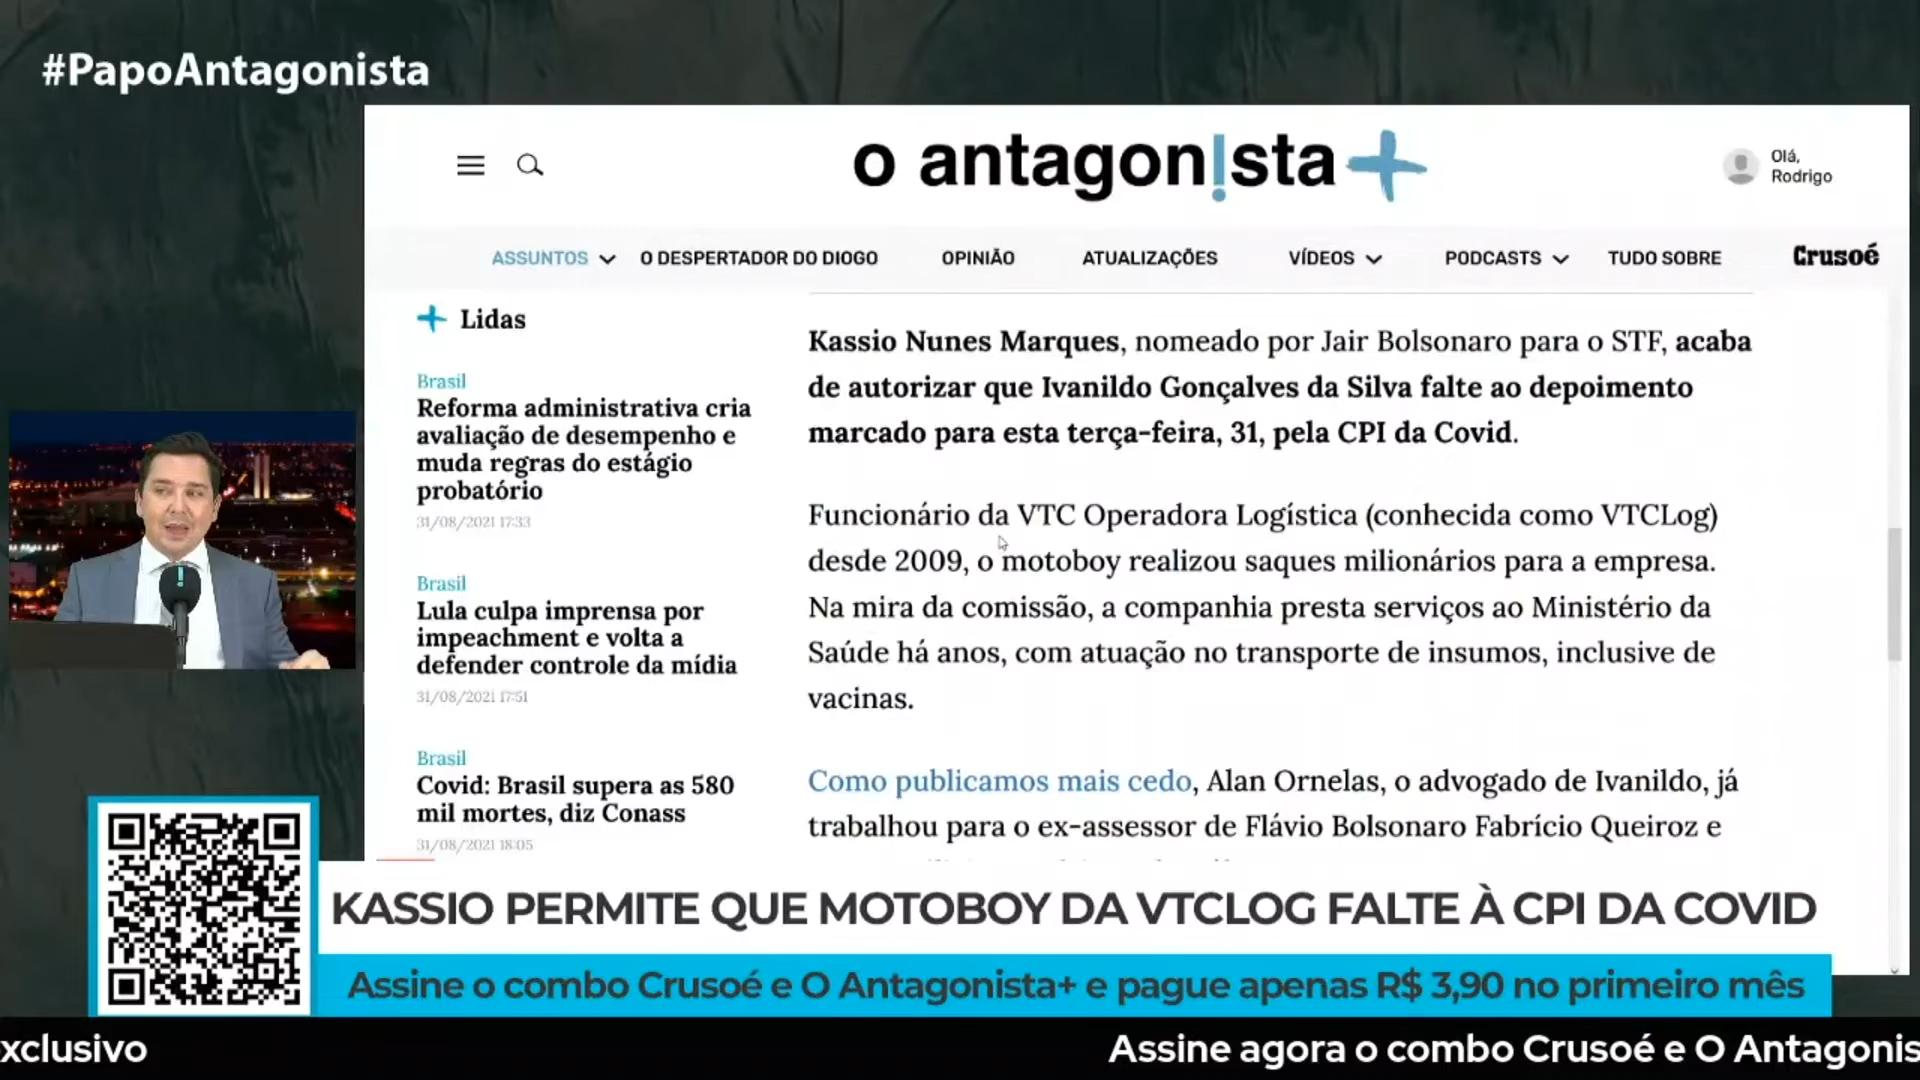 #PapoAntagonista
o antagon!sta+
Olá,
Rodrigo
ASSUNTOS
O DESPERTADOR DO DIOGO
OPINIÃO
ATUALIZAÇÕES
VÍDEOS
PODCASTS
TUDO SOBRE
Crusoé
+ Lidas
Brasil
Reforma administrativa cria
avaliação de desempenho e
muda regras do estágio
probatório
31/08/2021 17:33
Brasil
Lula culpa imprensa por
impeachment e volta a
defender controle da mídia
31/08/2021 17:51
Brasil
Covid: Brasil supera as 580
mil mortes, diz Conass
31/08/2021 18:05
Kassio Nunes Marques, nomeado por Jair Bolsonaro para o STF, acaba
de autorizar que Ivanildo Gonçalves da Silva falte ao depoimento
marcado para esta terça-feira, 31, pela CPI da Covid.
Funcionário da VTC Operadora Logística (conhecida como VTCLog)
desde 2009, o motoboy realizou saques milionários para a empresa.
Na mira da comissão, a companhia presta serviços ao Ministério da
Saúde há anos, com atuação no transporte de insumos, inclusive de
vacinas.
Como publicamos mais cedo, Alan Ornelas, o advogado de Ivanildo, já
trabalhou para o ex-assessor de Flávio Bolsonaro Fabrício Queiroz e
KASSIO PERMITE QUE MOTOBOY DA VTCLOG FALTE À CPI DA COVID
Assine o combo Crusoé e O Antagonista+ e pague apenas R$ 3,90 no primeiro mês
xclusivo
Assine agora o combo Crusoé e O Antagonis